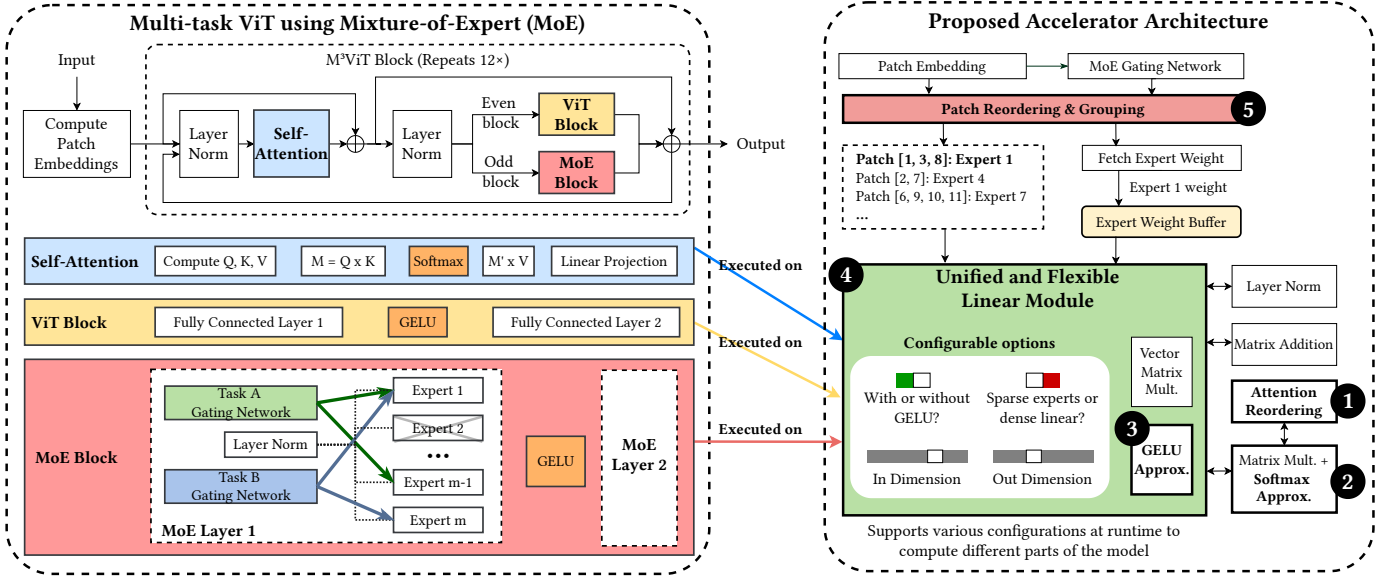 Multi-task ViT using Mixture-of-Expert (MoE)
Input
M³ViT Block (Repeats 12×)
Compute
Patch
Embeddings
Layer
Norm
Self-
Attention
Layer
Norm
Even
block
ViT
Block
Odd
block
MoE
Block
Output
Self-Attention
Compute Q, K, V
M = Q x K
Softmax
M' x V
Linear Projection
ViT Block
Fully Connected Layer 1
GELU
Fully Connected Layer 2
MoE Block
Task A
Gating Network
Layer Norm
Task B
Gating Network
MoE Layer 1
Expert 1
Expert 2
...
Expert m-1
Expert m
GELU
MoE
Layer 2
Executed on
Executed on
Executed on
Proposed Accelerator Architecture
Patch Embedding
MoE Gating Network
Patch Reordering & Grouping
5
Patch [1, 3, 8]: Expert 1
Patch [2, 7]: Expert 4
Patch [6, 9, 10, 11]: Expert 7
...
Fetch Expert Weight
Expert 1 weight
Expert Weight Buffer
4
Unified and Flexible
Linear Module
Configurable options
With or without
GELU?
Sparse experts or
dense linear?
In Dimension
Out Dimension
Vector
Matrix
Mult.
3
GELU
Approx.
Layer Norm
Matrix Addition
Attention
Reordering
1
Matrix Mult. +
Softmax
Approx.
2
Supports various configurations at runtime to
compute different parts of the model